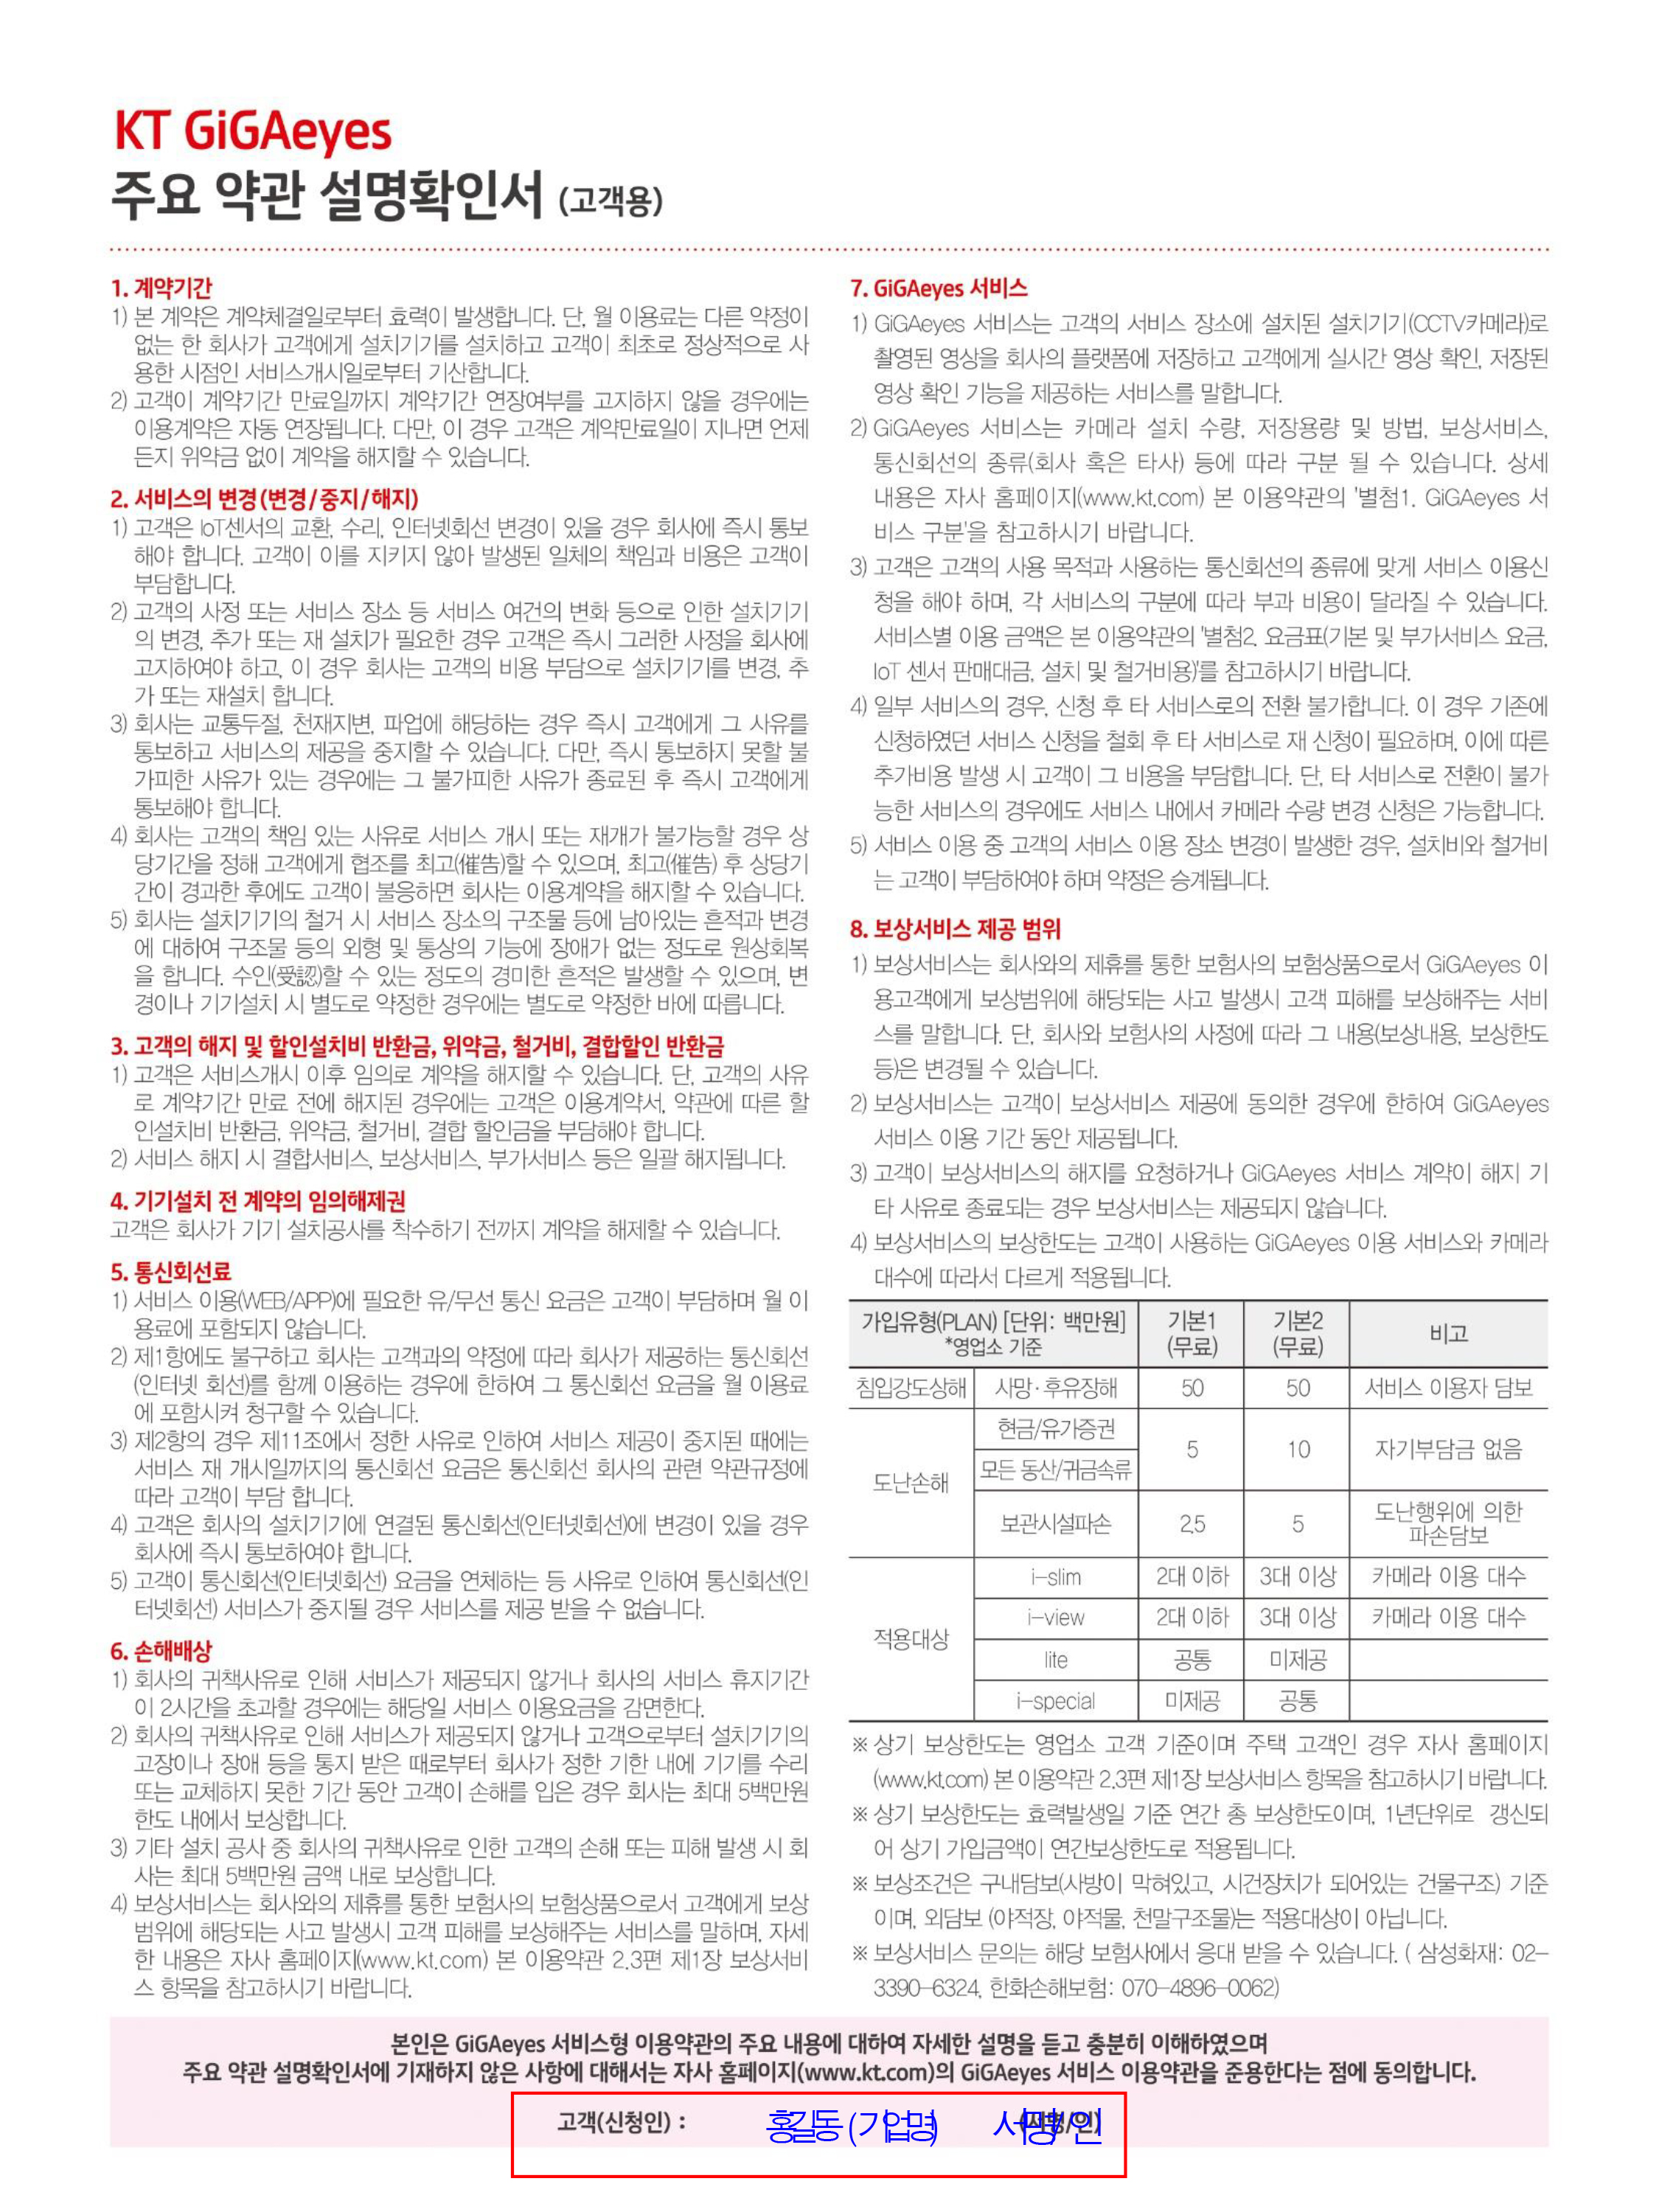 KT GiGAeyes
주요 약관 설명확인서 (고객용)
1. 계약기간
1) 본 계약은 계약체결일로부터 효력이 발생합니다. 단, 월 이용료는 다른 약정이
없는 한 회사가 고객에게 설치기기를 설치하고 고객이 최초로 정상적으로 사
용한 시점인 서비스개시일로부터 기산합니다.
2) 고객이 계약기간 만료일까지 계약기간 연장여부를 고지하지 않을 경우에는
이용계약은 자동 연장됩니다. 다만, 이 경우 고객은 계약만료일이 지나면 언제
든지 위약금 없이 계약을 해지할 수 있습니다.
2. 서비스의 변경(변경/중지/해지)
1) 고객은 IoT센서의 교환, 수리, 인터넷회선 변경이 있을 경우 회사에 즉시 통보
해야 합니다. 고객이 이를 지키지 않아 발생된 일체의 책임과 비용은 고객이
부담합니다.
2) 고객의 사정 또는 서비스 장소 등 서비스 여건의 변화 등으로 인한 설치기기
의 변경, 추가 또는 재 설치가 필요한 경우 고객은 즉시 그러한 사정을 회사에
고지하여야 하고, 이 경우 회사는 고객의 비용 부담으로 설치기기를 변경, 추
가 또는 재설치 합니다.
3) 회사는 교통두절, 천재지변, 파업에 해당하는 경우 즉시 고객에게 그 사유를
통보하고 서비스의 제공을 중지할 수 있습니다. 다만, 즉시 통보하지 못할 불
가피한 사유가 있는 경우에는 그 불가피한 사유가 종료된 후 즉시 고객에게
통보해야 합니다.
4) 회사는 고객의 책임 있는 사유로 서비스 개시 또는 재개가 불가능할 경우 상
당기간을 정해 고객에게 협조를 최고(催告)할 수 있으며, 최고(催告) 후 상당기
간이 경과한 후에도 고객이 불응하면 회사는 이용계약을 해지할 수 있습니다.
5) 회사는 설치기기의 철거 시 서비스 장소의 구조물 등에 남아있는 흔적과 변경
에 대하여 구조물 등의 외형 및 통상의 기능에 장애가 없는 정도로 원상회복
을 합니다. 수인(受認)할 수 있는 정도의 경미한 흔적은 발생할 수 있으며, 변
경이나 기기설치 시 별도로 약정한 경우에는 별도로 약정한 바에 따릅니다.
3. 고객의 해지 및 할인설치비 반환금, 위약금, 철거비, 결합할인 반환금
1) 고객은 서비스개시 이후 임의로 계약을 해지할 수 있습니다. 단, 고객의 사유
로 계약기간 만료 전에 해지된 경우에는 고객은 이용계약서, 약관에 따른 할
인설치비 반환금, 위약금, 철거비, 결합 할인금을 부담해야 합니다.
2) 서비스 해지 시 결합서비스, 보상서비스, 부가서비스 등은 일괄 해지됩니다.
4. 기기설치 전 계약의 임의해제권
고객은 회사가 기기 설치공사를 착수하기 전까지 계약을 해제할 수 있습니다.
5. 통신회선료
1) 서비스 이용(WEB/APP)에 필요한 유/무선 통신 요금은 고객이 부담하며 월 이
용료에 포함되지 않습니다.
2) 제1항에도 불구하고 회사는 고객과의 약정에 따라 회사가 제공하는 통신회선
(인터넷 회선)를 함께 이용하는 경우에 한하여 그 통신회선 요금을 월 이용료
에 포함시켜 청구할 수 있습니다.
3) 제2항의 경우 제11조에서 정한 사유로 인하여 서비스 제공이 중지된 때에는
서비스 재 개시일까지의 통신회선 요금은 통신회선 회사의 관련 약관규정에
따라 고객이 부담 합니다.
4) 고객은 회사의 설치기기에 연결된 통신회선(인터넷회선)에 변경이 있을 경우
회사에 즉시 통보하여야 합니다.
5) 고객이 통신회선(인터넷회선) 요금을 연체하는 등 사유로 인하여 통신회선(인
터넷회선) 서비스가 중지될 경우 서비스를 제공 받을 수 없습니다.
6. 손해배상
1) 회사의 귀책사유로 인해 서비스가 제공되지 않거나 회사의 서비스 휴지기간
이 2시간을 초과할 경우에는 해당일 서비스 이용요금을 감면한다.
2) 회사의 귀책사유로 인해 서비스가 제공되지 않거나 고객으로부터 설치기기의
고장이나 장애 등을 통지 받은 때로부터 회사가 정한 기한 내에 기기를 수리
또는 교체하지 못한 기간 동안 고객이 손해를 입은 경우 회사는 최대 5백만원
한도 내에서 보상합니다.
3) 기타 설치 공사 중 회사의 귀책사유로 인한 고객의 손해 또는 피해 발생 시 회
사는 최대 5백만원 금액 내로 보상합니다.
4) 보상서비스는 회사와의 제휴를 통한 보험사의 보험상품으로서 고객에게 보상
범위에 해당되는 사고 발생시 고객 피해를 보상해주는 서비스를 말하며, 자세
한 내용은 자사 홈페이지(www.kt.com) 본 이용약관 2.3편 제1장 보상서비
스 항목을 참고하시기 바랍니다.
7. GiGAeyes 서비스
1) GiGAeyes 서비스는 고객의 서비스 장소에 설치된 설치기기(CCTV카메라)로
촬영된 영상을 회사의 플랫폼에 저장하고 고객에게 실시간 영상 확인, 저장된
영상 확인 기능을 제공하는 서비스를 말합니다.
2) GiGAeyes 서비스는 카메라 설치 수량, 저장용량 및 방법, 보상서비스,
통신회선의 종류(회사 혹은 타사) 등에 따라 구분 될 수 있습니다. 상세
내용은 자사 홈페이지(www.kt.com) 본 이용약관의 '별첨1. GiGAeyes 서
비스 구분'을 참고하시기 바랍니다.
3) 고객은 고객의 사용 목적과 사용하는 통신회선의 종류에 맞게 서비스 이용신
청을 해야 하며, 각 서비스의 구분에 따라 부과 비용이 달라질 수 있습니다.
서비스별 이용 금액은 본 이용약관의 '별첨2. 요금표(기본 및 부가서비스 요금,
IoT 센서 판매대금, 설치 및 철거비용)'를 참고하시기 바랍니다.
4) 일부 서비스의 경우, 신청 후 타 서비스로의 전환 불가합니다. 이 경우 기존에
신청하였던 서비스 신청을 철회 후 타 서비스로 재 신청이 필요하며, 이에 따른
추가비용 발생 시 고객이 그 비용을 부담합니다. 단, 타 서비스로 전환이 불가
능한 서비스의 경우에도 서비스 내에서 카메라 수량 변경 신청은 가능합니다.
5) 서비스 이용 중 고객의 서비스 이용 장소 변경이 발생한 경우, 설치비와 철거비
는 고객이 부담하여야 하며 약정은 승계됩니다.
8. 보상서비스 제공 범위
1) 보상서비스는 회사와의 제휴를 통한 보험사의 보험상품으로서 GiGAeyes 이
용고객에게 보상범위에 해당되는 사고 발생시 고객 피해를 보상해주는 서비
스를 말합니다. 단, 회사와 보험사의 사정에 따라 그 내용(보상내용, 보상한도
등)은 변경될 수 있습니다.
2) 보상서비스는 고객이 보상서비스 제공에 동의한 경우에 한하여 GiGAeyes
서비스 이용 기간 동안 제공됩니다.
3) 고객이 보상서비스의 해지를 요청하거나 GiGAeyes 서비스 계약이 해지 기
타 사유로 종료되는 경우 보상서비스는 제공되지 않습니다.
4) 보상서비스의 보상한도는 고객이 사용하는 GiGAeyes 이용 서비스와 카메라
대수에 따라서 다르게 적용됩니다.
가입유형(PLAN) [단위: 백만원] *영업소 기준 기본1 (무료) 기본2 (무료) 비고
침입강도상해 사망·후유장해 50 50 서비스 이용자 담보
도난손해 현금/유가증권 5 10 자기부담금 없음
모든 동산/귀금속류
보관시설파손 2.5 5 도난행위에 의한 파손담보
적용대상 i-slim 2대 이하 3대 이상 카메라 이용 대수
i-view 2대 이하 3대 이상 카메라 이용 대수
lite 공통 미제공
i-special 미제공 공통
※ 상기 보상한도는 영업소 고객 기준이며 주택 고객인 경우 자사 홈페이지
(www.kt.com) 본 이용약관 2.3편 제1장 보상서비스 항목을 참고하시기 바랍니다.
※ 상기 보상한도는 효력발생일 기준 연간 총 보상한도이며, 1년단위로 갱신되
어 상기 가입금액이 연간보상한도로 적용됩니다.
※ 보상조건은 구내담보(사방이 막혀있고, 시건장치가 되어있는 건물구조) 기준
이며, 외담보 (야적장, 야적물, 천말구조물)는 적용대상이 아닙니다.
※ 보상서비스 문의는 해당 보험사에서 응대 받을 수 있습니다. ( 삼성화재: 02-
3390-6324, 한화손해보험: 070-4896-0062)
본인은 GiGAeyes 서비스형 이용약관의 주요 내용에 대하여 자세한 설명을 듣고 충분히 이해하였으며
주요 약관 설명확인서에 기재하지 않은 사항에 대해서는 자사 홈페이지(www.kt.com)의 GiGAeyes 서비스 이용약관을 준용한다는 점에 동의합니다.
고객(신청인) : 홍길동 (기업명) 서명/인 (서명/인)